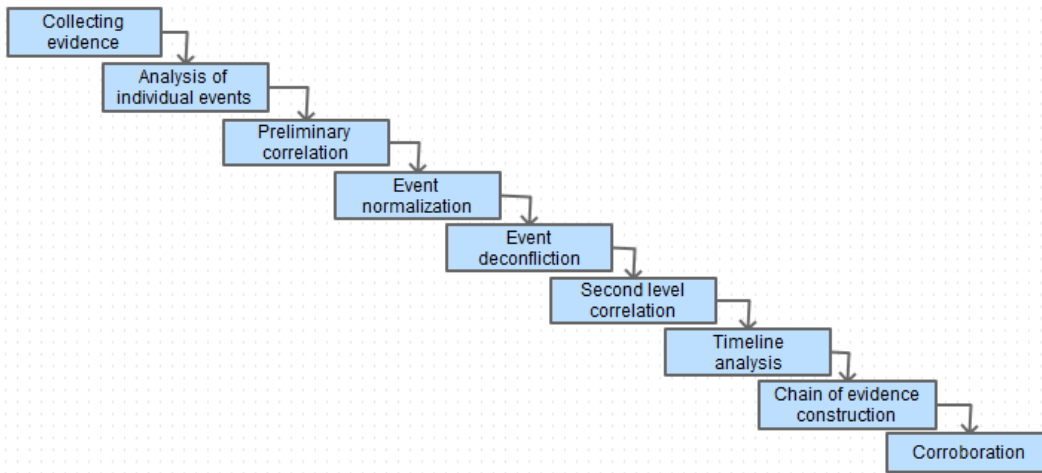 Collecting
evidence
Analysis of
individual events
Preliminary
correlation
Event
normalization
Event
deconfliction
Second level
correlation
Timeline
analysis
Chain of evidence
construction
Corroboration